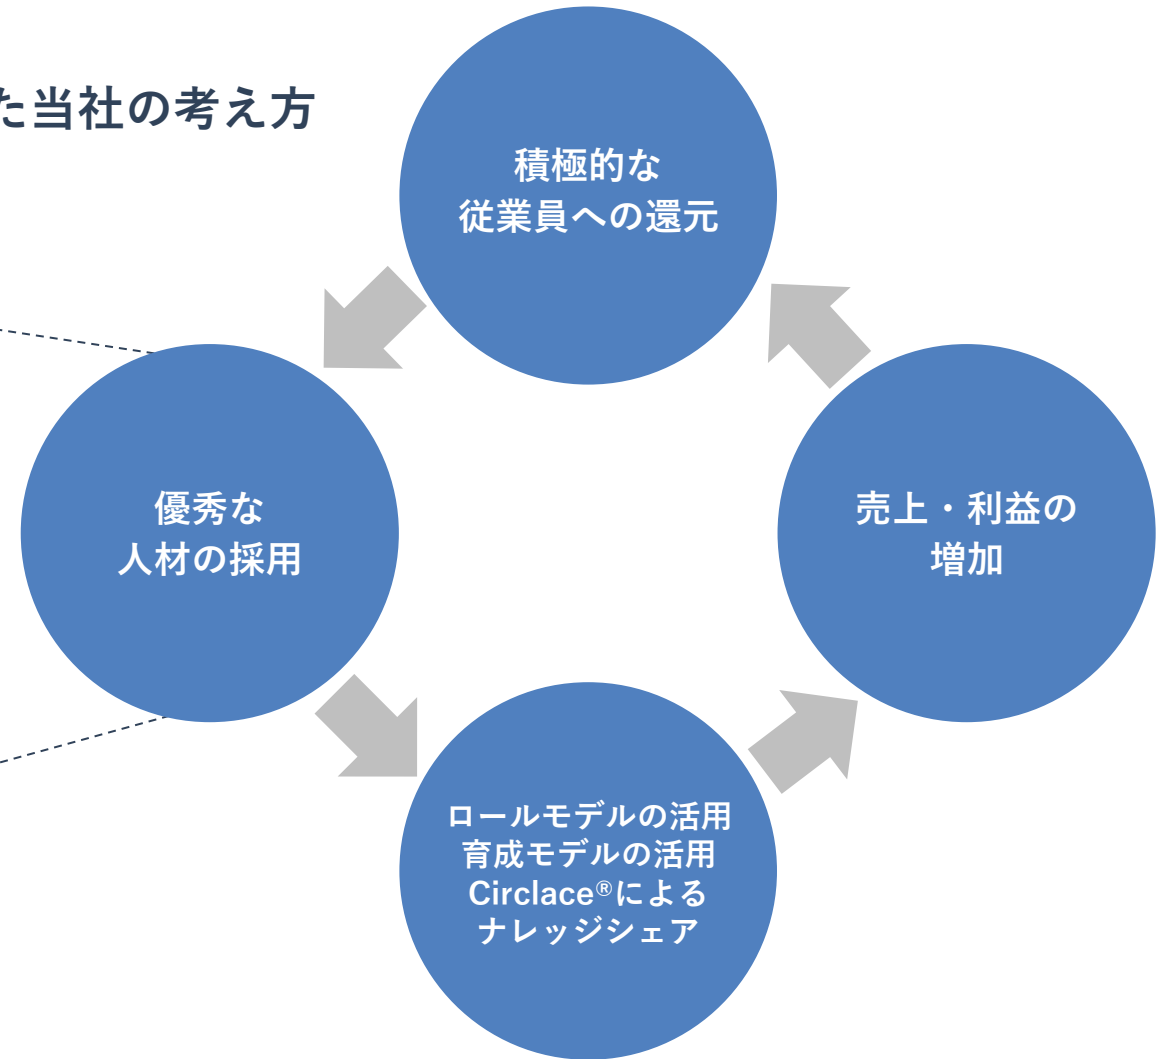 た当社の考え方
積極的な
従業員への還元
優秀な
人材の採用
売上・利益の
増加
ロールモデルの活用
育成モデルの活用
Circlace®による
ナレッジシェア